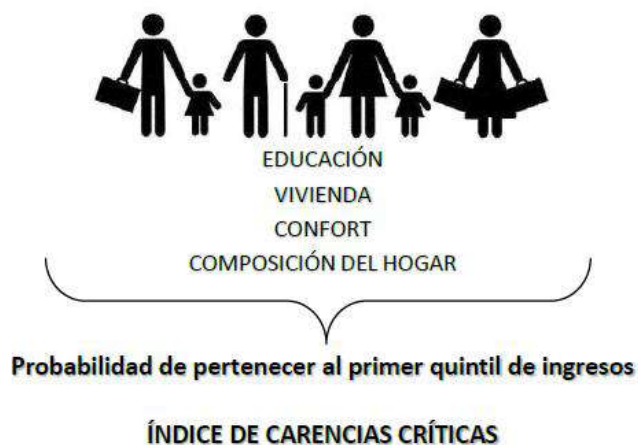 EDUCACIÓN
VIVIENDA
CONFORT
COMPOSICIÓN DEL HOGAR
Probabilidad de pertenecer al primer quintil de ingresos
ÍNDICE DE CARENCIAS CRÍTICAS